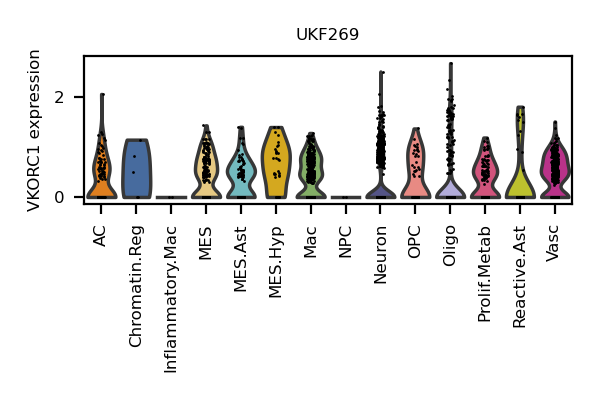 UKF269
VKORC1 expression
2
0
AC
Chromatin.Reg
Inflammatory.Mac
MES
MES.Ast
MES.Hyp
Mac
NPC
Neuron
OPC
Oligo
Prolif.Metab
Reactive.Ast
Vasc